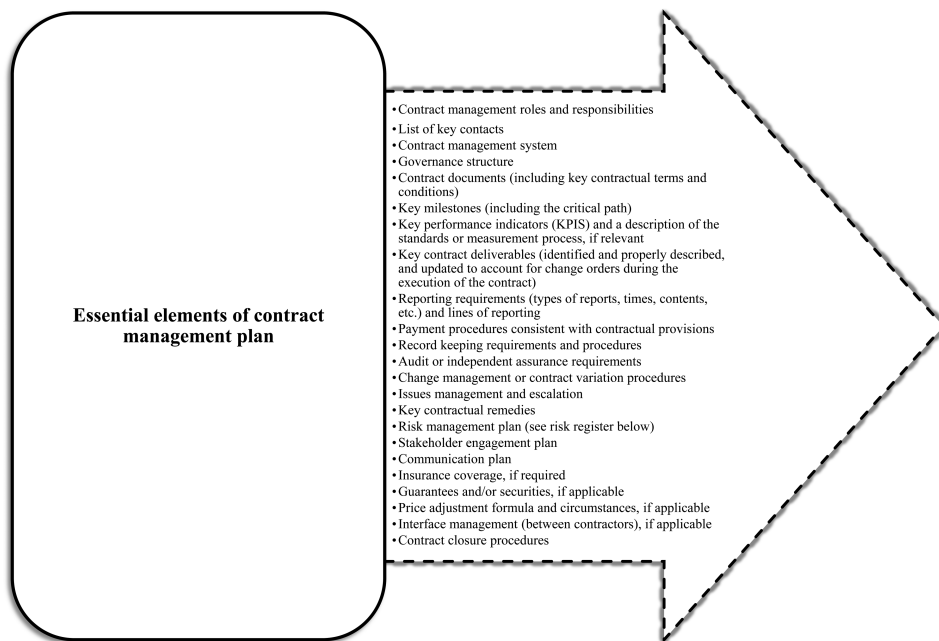 Essential elements of contract
management plan
• Contract management roles and responsibilities
• List of key contacts
• Contract management system
• Governance structure
• Contract documents (including key contractual terms and
conditions)
• Key milestones (including the critical path)
• Key performance indicators (KPIS) and a description of the
standards or measurement process, if relevant
• Key contract deliverables (identified and properly described,
and updated to account for change orders during the
execution of the contract)
• Reporting requirements (types of reports, times, contents,
etc.) and lines of reporting
• Payment procedures consistent with contractual provisions
• Record keeping requirements and procedures
• Audit or independent assurance requirements
• Change management or contract variation procedures
• Issues management and escalation
• Key contractual remedies
• Risk management plan (see risk register below)
• Stakeholder engagement plan
• Communication plan
• Insurance coverage, if required
• Guarantees and/or securities, if applicable
• Price adjustment formula and circumstances, if applicable
• Interface management (between contractors), if applicable
• Contract closure procedures